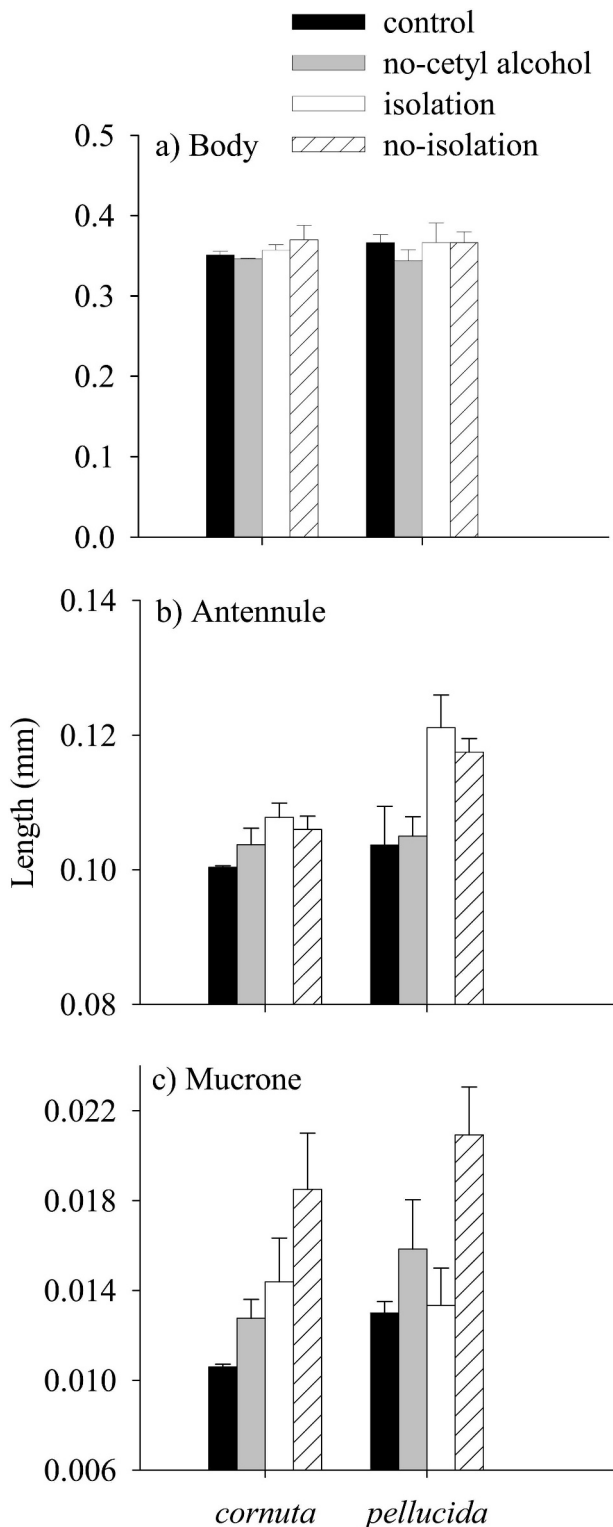 control
no-cetyl alcohol
isolation
no-isolation
a) Body
0.5
0.4
0.3
0.2
0.1
0.0
b) Antennule
0.14
0.12
0.10
0.08
Length (mm)
c) Mucrone
0.022
0.018
0.014
0.010
0.006
cornuta pellucida